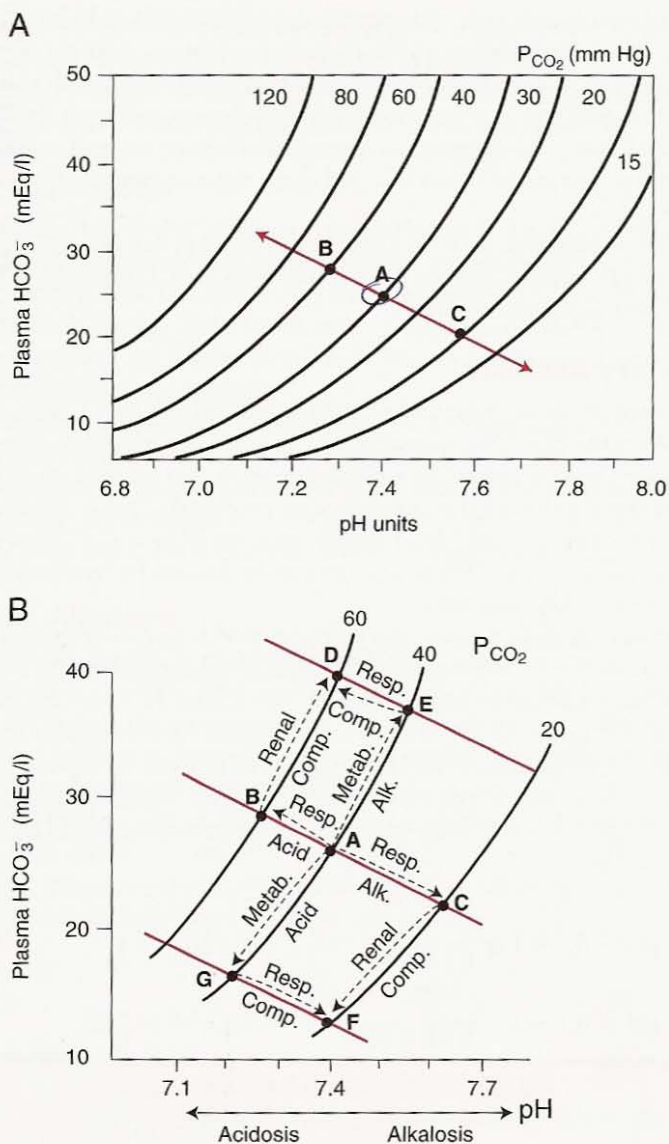 A
P CO2 (mm Hg)
50
120 80 60 40 30 20
15
40
30
20
10
B
A
C
Plasma HCO3- (mEq/l)
6.8 7.0 7.2 7.4 7.6 7.8 8.0
pH units
B
60
40
P CO2
20
40
30
20
10
D
E
B
A
C
G
F
Resp.
Comp.
Renal
Comp.
Metab.
Alk.
Resp.
Acid
Resp.
Alk.
Metab.
Acid
Renal
Comp.
Resp.
Comp.
Plasma HCO3- (mEq/l)
7.1 7.4 7.7
pH
Acidosis Alkalosis